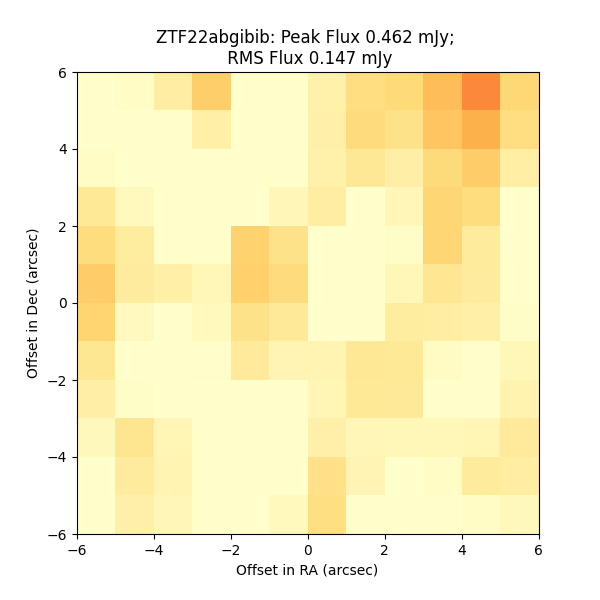 ZTF22abgibib: Peak Flux 0.462 mJy;
RMS Flux 0.147 mJy
6
4
2
0
−2
−4
−6
Offset in Dec (arcsec)
−6 −4 −2 0 2 4 6
Offset in RA (arcsec)